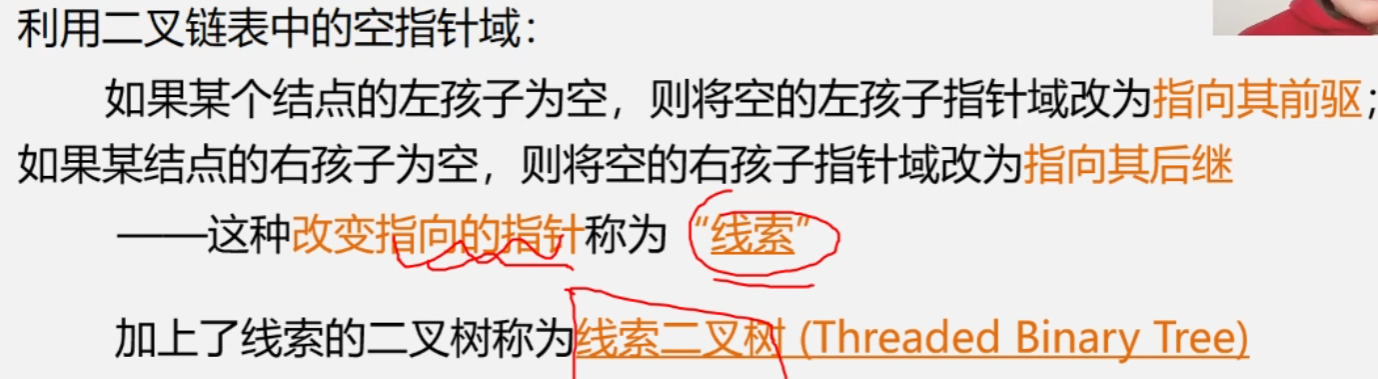 利用二叉链表中的空指针域：
如果某个结点的左孩子为空，则将空的左孩子指针域改为指向其前驱；
如果某结点的右孩子为空，则将空的右孩子指针域改为指向其后继
——这种改变指向的指针称为“线索”
加上了线索的二叉树称为线索二叉树 (Threaded Binary Tree)